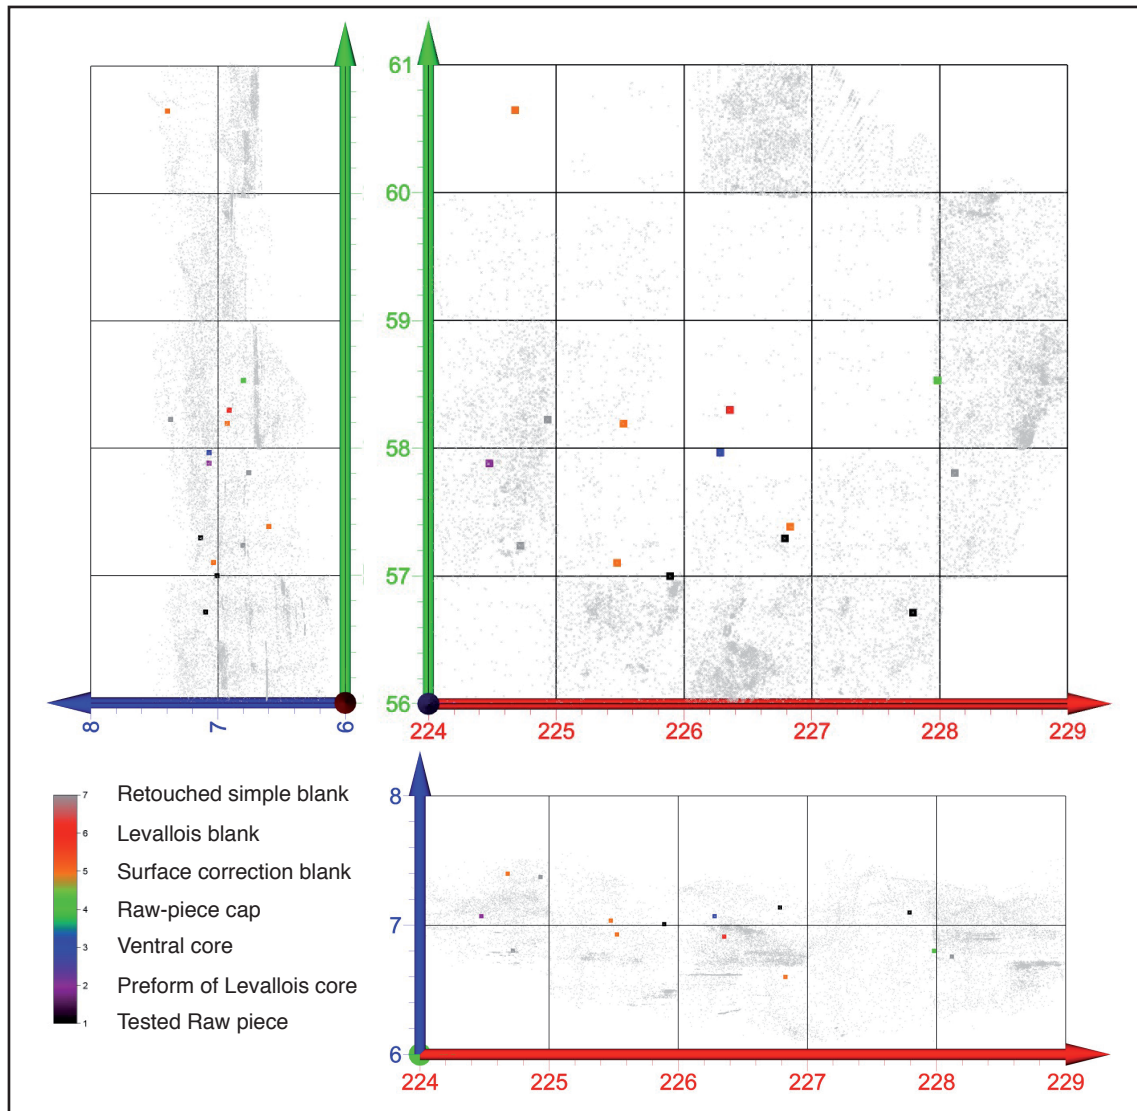 61
60
59
58
57
56
8 7 6
224 225 226 227 228 229
7 Retouched simple blank
6 Levallois blank
5 Surface correction blank
4 Raw-piece cap
3 Ventral core
2 Preform of Levallois core
1 Tested Raw piece
8
7
6
224 225 226 227 228 229